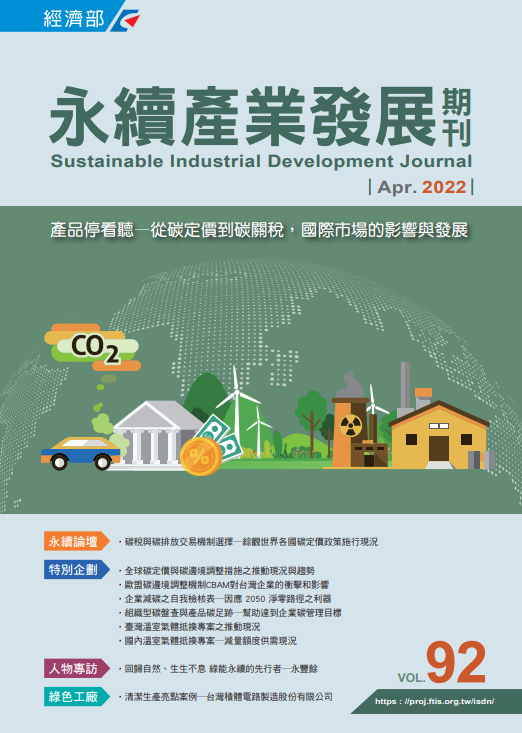 經濟部
永續產業發展期刊
Sustainable Industrial Development Journal
| Apr. 2022 |
產品停看聽—從碳定價到碳關稅，國際市場的影響與發展
CO2
%
永續論壇
・碳稅與碳排放交易機制選擇─綜觀世界各國碳定價政策施行現況
特別企劃
・全球碳定價與碳邊境調整措施之推動現況與趨勢
・歐盟碳邊境調整機制CBAM對台灣企業的衝擊和影響
・企業減碳之自我檢核表─因應 2050 淨零路徑之利器
・組織型碳盤查與產品碳足跡─幫助達到企業碳管理目標
・臺灣溫室氣體抵換專案之推動現況
・國內溫室氣體抵換專案─減量額度供需現況
人物專訪
・回歸自然、生生不息 綠能永續的先行者─永豐餘
綠色工廠
・清潔生產亮點案例─台灣積體電路製造股份有限公司
VOL.92
https : //proj.ftis.org.tw/isdn/